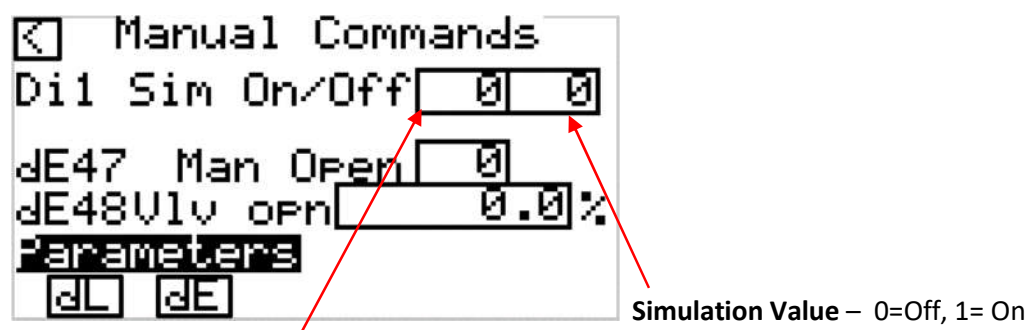 < Manual Commands
Di1 Sim On/Off 0 0
dE47 Man Open 0
dE48Vlv opn 0.0%
Parameters
dL dE
Simulation Value – 0=Off, 1= On